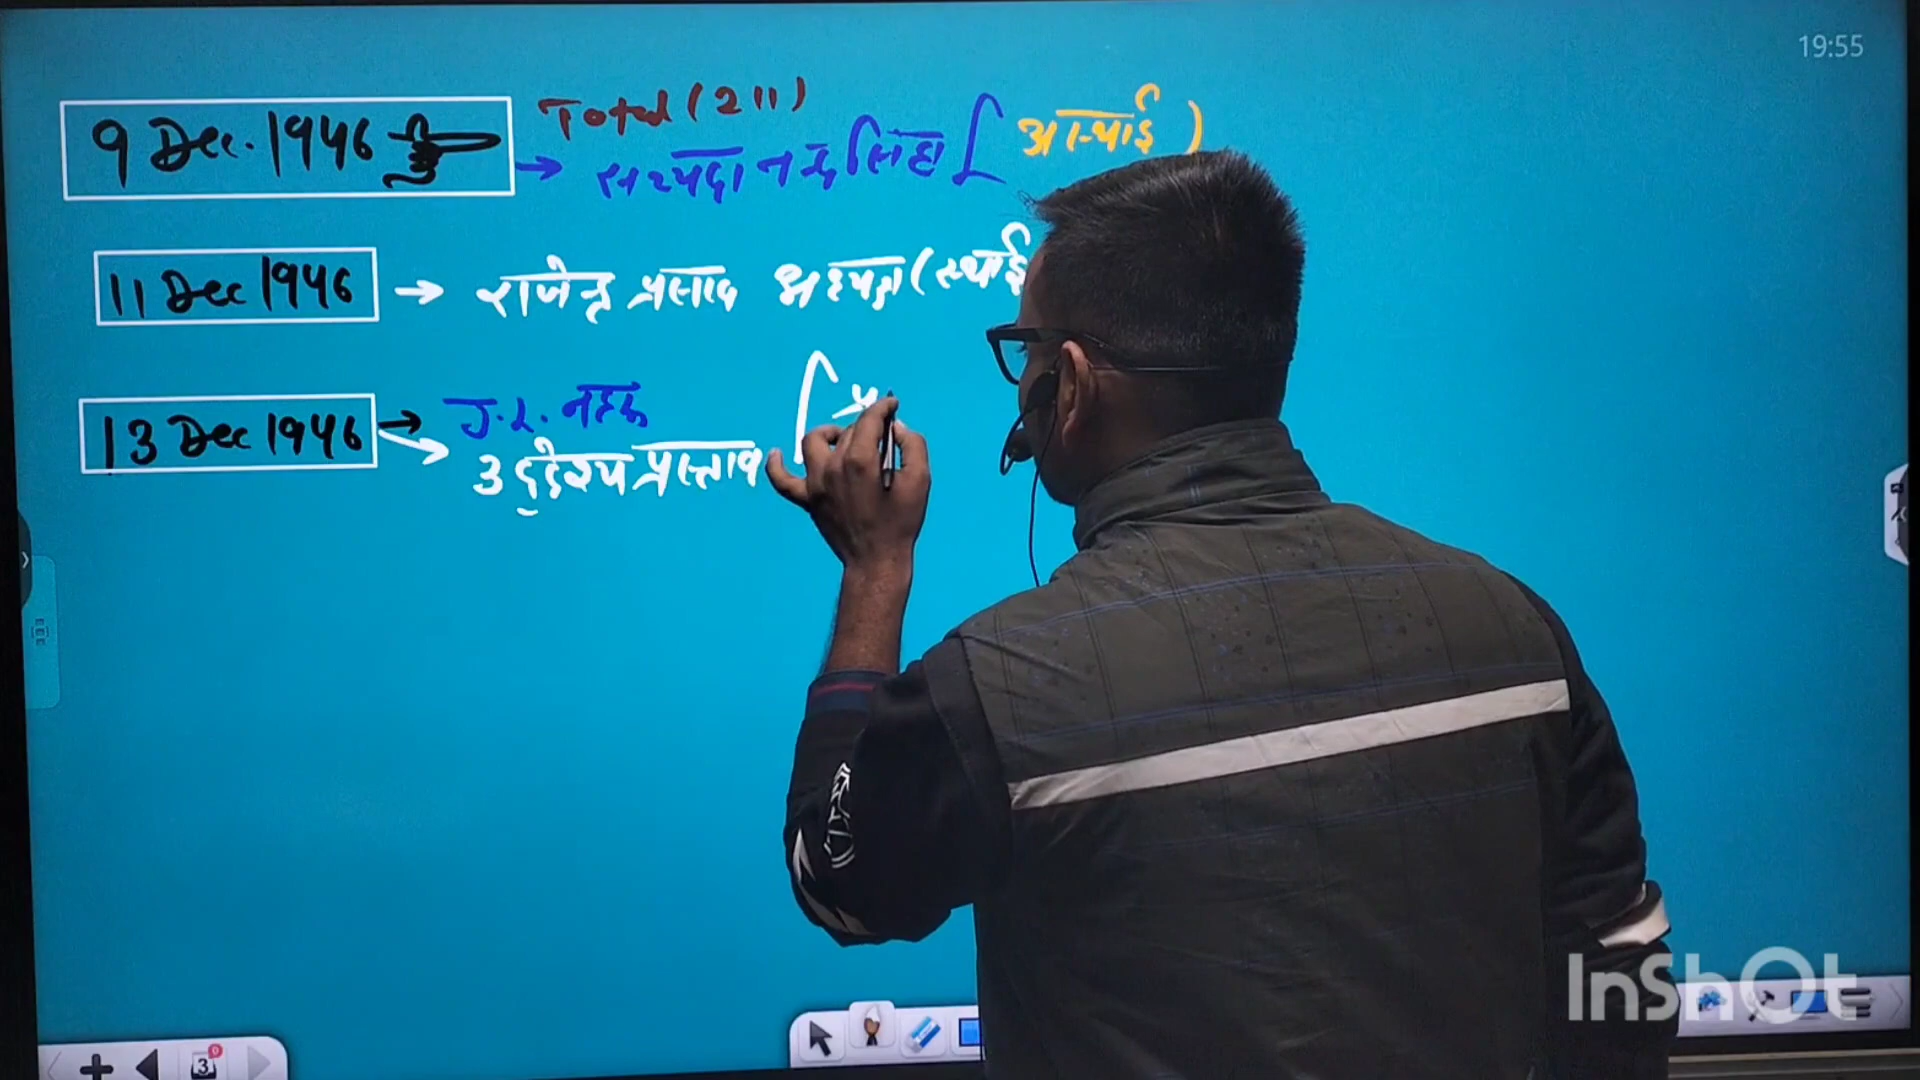 19:55
9 Dec. 1946
Total (211)
सच्चिदानन्द सिंहा ( अस्थाई )
11 Dec 1946 → राजेन्द्र प्रसाद अध्यक्ष (स्थाई
13 Dec 1946 → J.L. नेहरू
उद्देश्य प्रस्ताव
3
InShOt